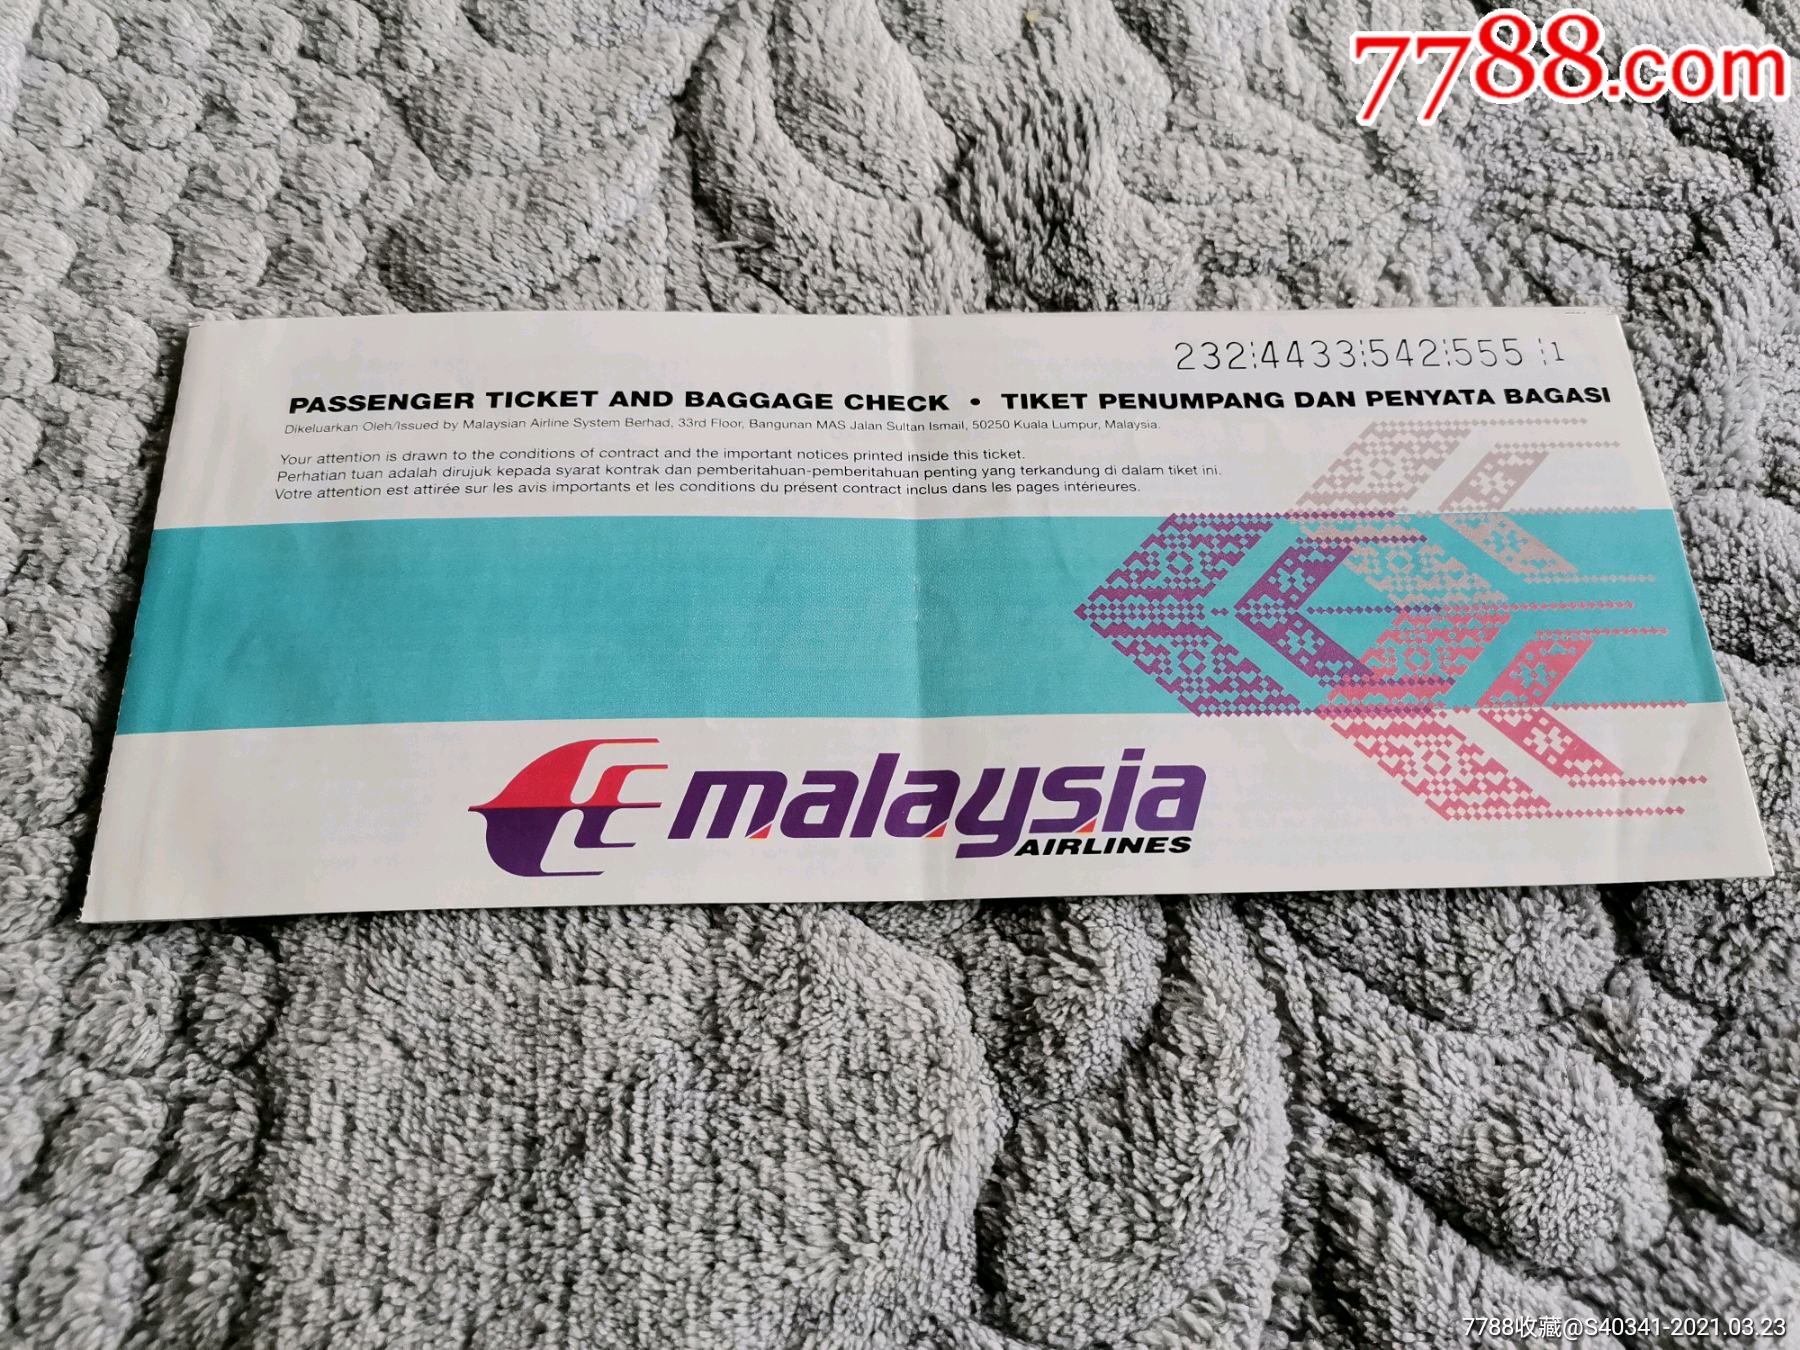 7788.com
232:4433:542:555 :1
PASSENGER TICKET AND BAGGAGE CHECK • TIKET PENUMPANG DAN PENYATA BAGASI
Dikeluarkan Oleh/Issued by Malaysian Airline System Berhad, 33rd Floor, Bangunan MAS Jalan Sultan Ismail, 50250 Kuala Lumpur, Malaysia.
Your attention is drawn to the conditions of contract and the important notices printed inside this ticket.
Perhatian tuan adalah dirujuk kepada syarat kontrak dan pemberitahuan-pemberitahuan penting yang terkandung di dalam tiket ini.
Votre attention est attirée sur les avis importants et les conditions du présent contract inclus dans les pages intérieures.
malaysia
AIRLINES
7788收藏@S40341-2021.03.23